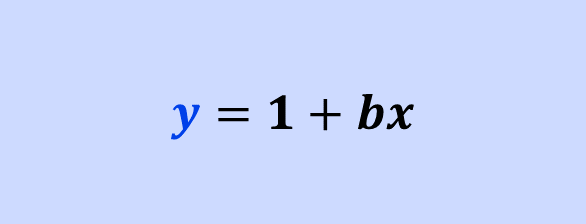 y = 1 + bx